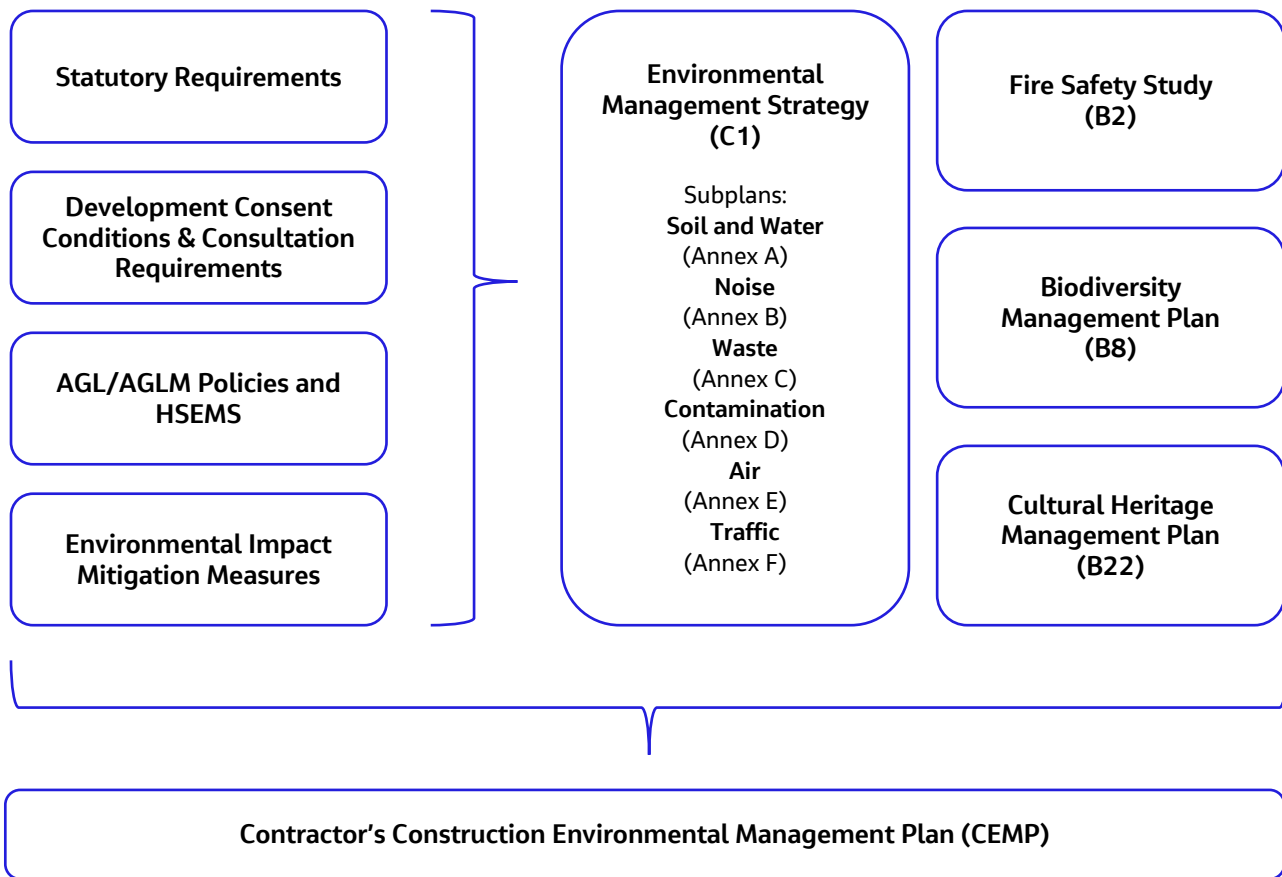 Statutory Requirements
Development Consent
Conditions & Consultation
Requirements
AGL/AGLM Policies and
HSEMS
Environmental Impact
Mitigation Measures
Environmental
Management Strategy
(C1)
Subplans:
Soil and Water
(Annex A)
Noise
(Annex B)
Waste
(Annex C)
Contamination
(Annex D)
Air
(Annex E)
Traffic
(Annex F)
Fire Safety Study
(B2)
Biodiversity
Management Plan
(B8)
Cultural Heritage
Management Plan
(B22)
Contractor’s Construction Environmental Management Plan (CEMP)